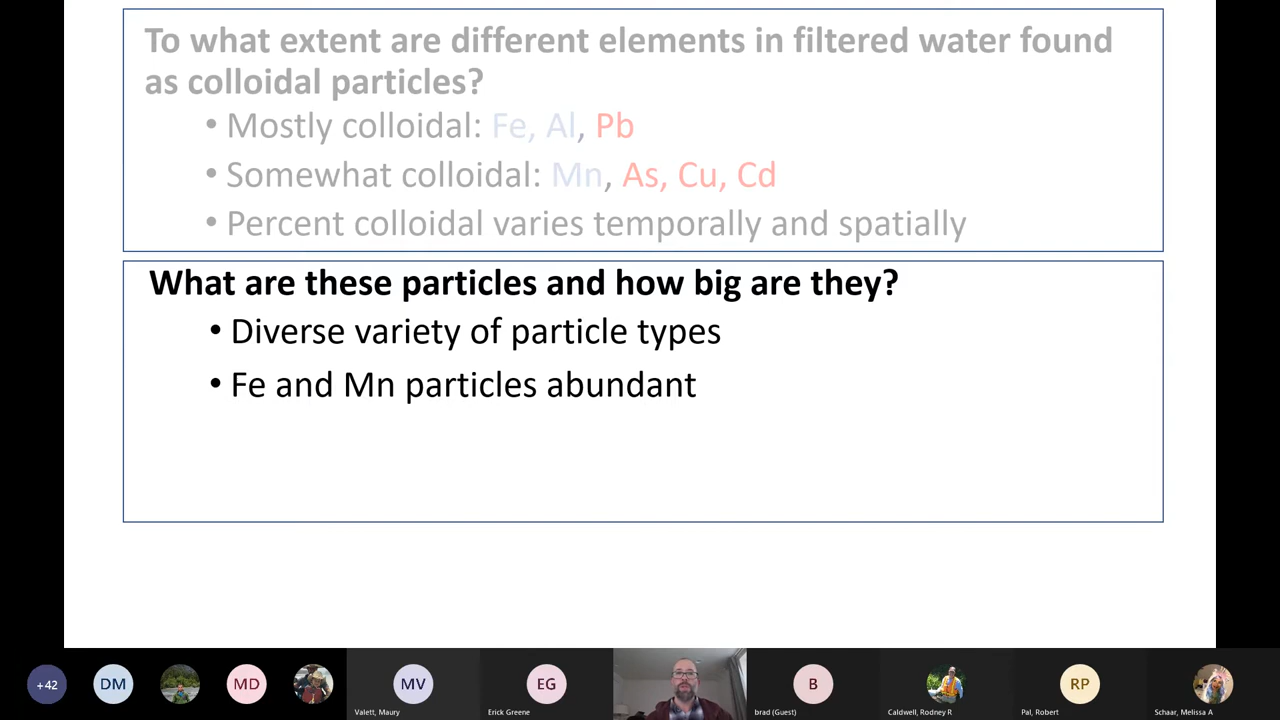 To what extent are different elements in filtered water found
as colloidal particles?
• Mostly colloidal: Fe, Al, Pb
• Somewhat colloidal: Mn, As, Cu, Cd
• Percent colloidal varies temporally and spatially
What are these particles and how big are they?
• Diverse variety of particle types
• Fe and Mn particles abundant
+42
DM
MD
MV
EG
B
RP
Valett, Maury
Erick Greene
brad (Guest)
Caldwell, Rodney R
Pal, Robert
Schaar, Melissa A